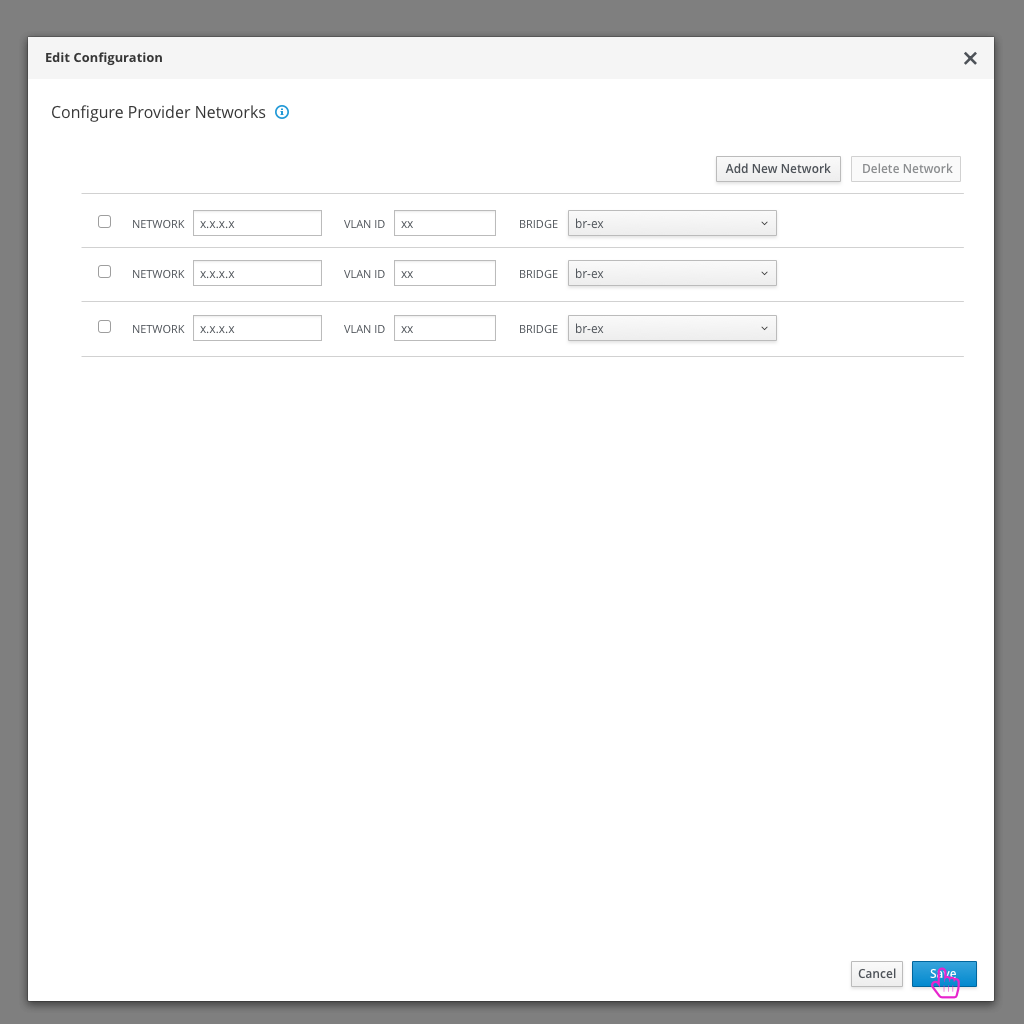 Edit Configuration
Configure Provider Networks
Add New Network Delete Network
NETWORK x.x.x.x VLAN ID xx BRIDGE br-ex
NETWORK x.x.x.x VLAN ID xx BRIDGE br-ex
NETWORK x.x.x.x VLAN ID xx BRIDGE br-ex
Cancel Save